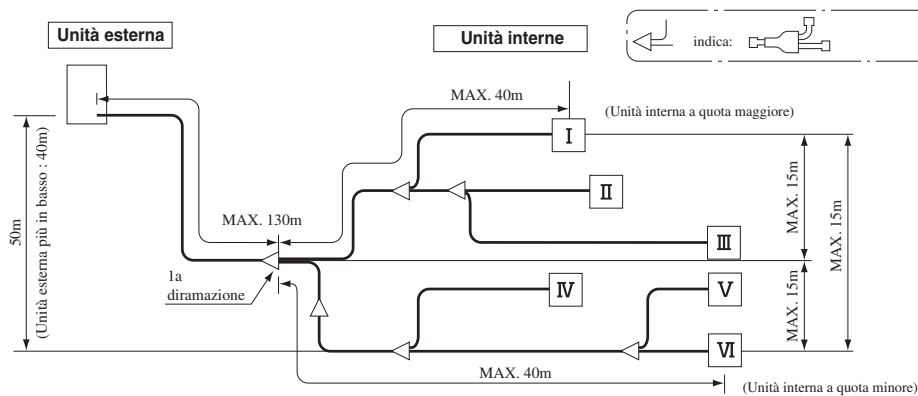 Unità esterna
Unità interne
indica:
MAX. 40m
(Unità interna a quota maggiore)
I
II
III
MAX. 130m
1a
diramazione
50m
(Unità esterna più in basso : 40m)
MAX. 15m
MAX. 15m
MAX. 15m
IV
V
VI
MAX. 40m
(Unità interna a quota minore)